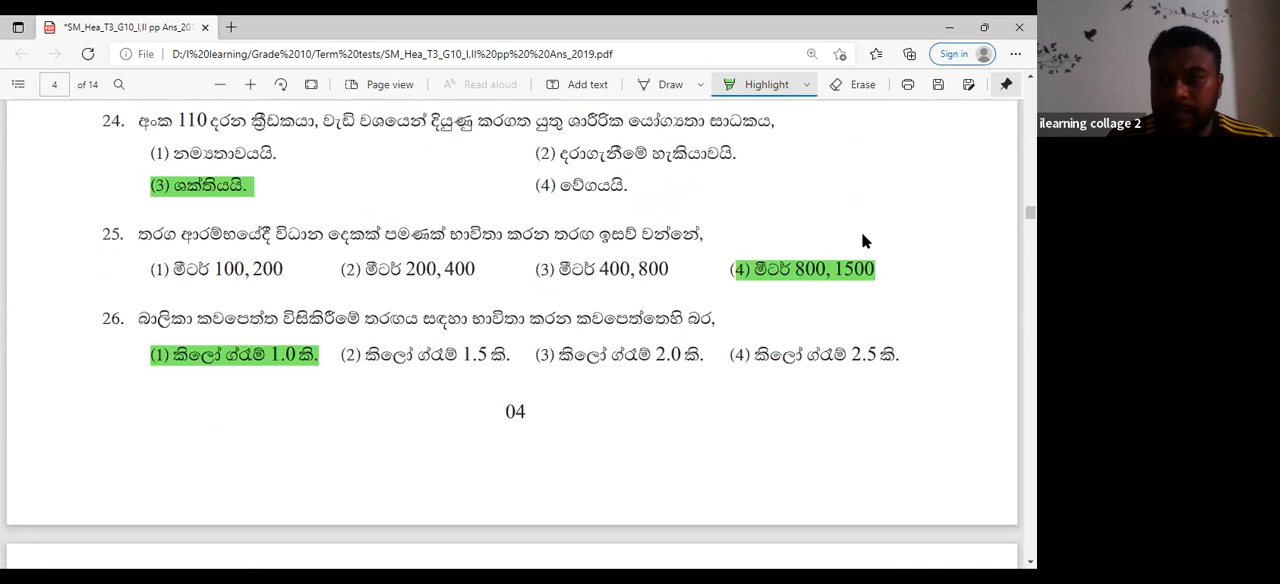 *SM_Hea_T3_G10_I,II pp Ans_201
File D:/I%20learning/Grade%2010/Term%20tests/SM_Hea_T3_G10_I,II%20pp%20%20Ans_2019.pdf
Sign in
4 of 14
Page view
Read aloud
Add text
Draw
Highlight
Erase
ilearning collage 2
24. අංක 110 දරන ක්‍රීඩකයා, වැඩි වශයෙන් දියුණු කරගත යුතු ශාරීරික යෝග්‍යතා සාධකය,
(1) නම්‍යතාවයයි. (2) දරාගැනීමේ හැකියාවයි.
(3) ශක්තියයි. (4) වේගයයි.
25. තරග ආරම්භයේදී විධාන දෙකක් පමණක් භාවිතා කරන තරඟ ඉසව් වන්නේ,
(1) මීටර් 100, 200 (2) මීටර් 200, 400 (3) මීටර් 400, 800 (4) මීටර් 800, 1500
26. බාලිකා කවපෙත්ත විසිකිරීමේ තරඟය සඳහා භාවිතා කරන කවපෙත්තෙහි බර,
(1) කිලෝ ග්රෑම් 1.0 කි. (2) කිලෝ ග්රෑම් 1.5 කි. (3) කිලෝ ග්රෑම් 2.0 කි. (4) කිලෝ ග්රෑම් 2.5 කි.
04